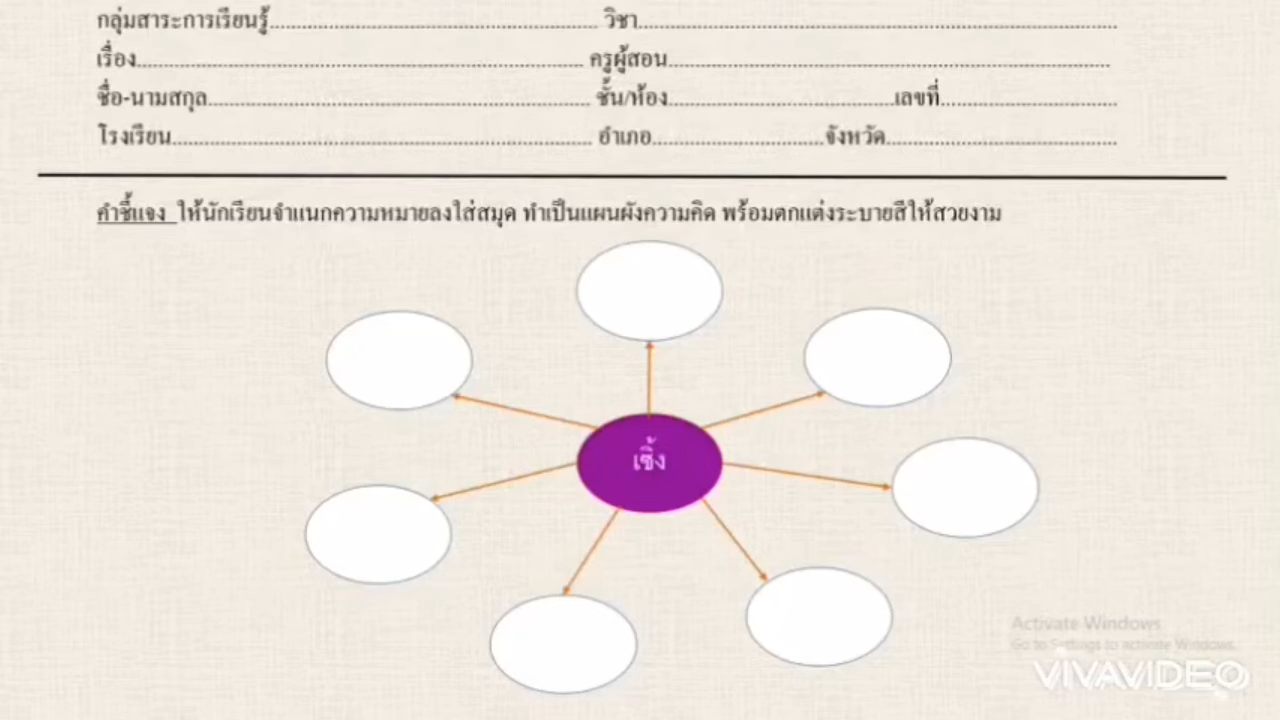 กลุ่มสาระการเรียนรู้.................................................... วิชา............................................................................
เรื่อง....................................................................... ครูผู้สอน.......................................................................
ชื่อ-นามสกุล............................................................. ชั้น/ห้อง....................................เลขที่............................
โรงเรียน................................................................... อำเภอ............................จังหวัด.....................................
คำชี้แจง ให้นักเรียนจำแนกความหมายลงใส่สมุด ทำเป็นแผนผังความคิด พร้อมตกแต่งระบายสีให้สวยงาม
เซิ้ง
Activate Windows
Go to Settings to activate Windows.
VIVAVIDEO